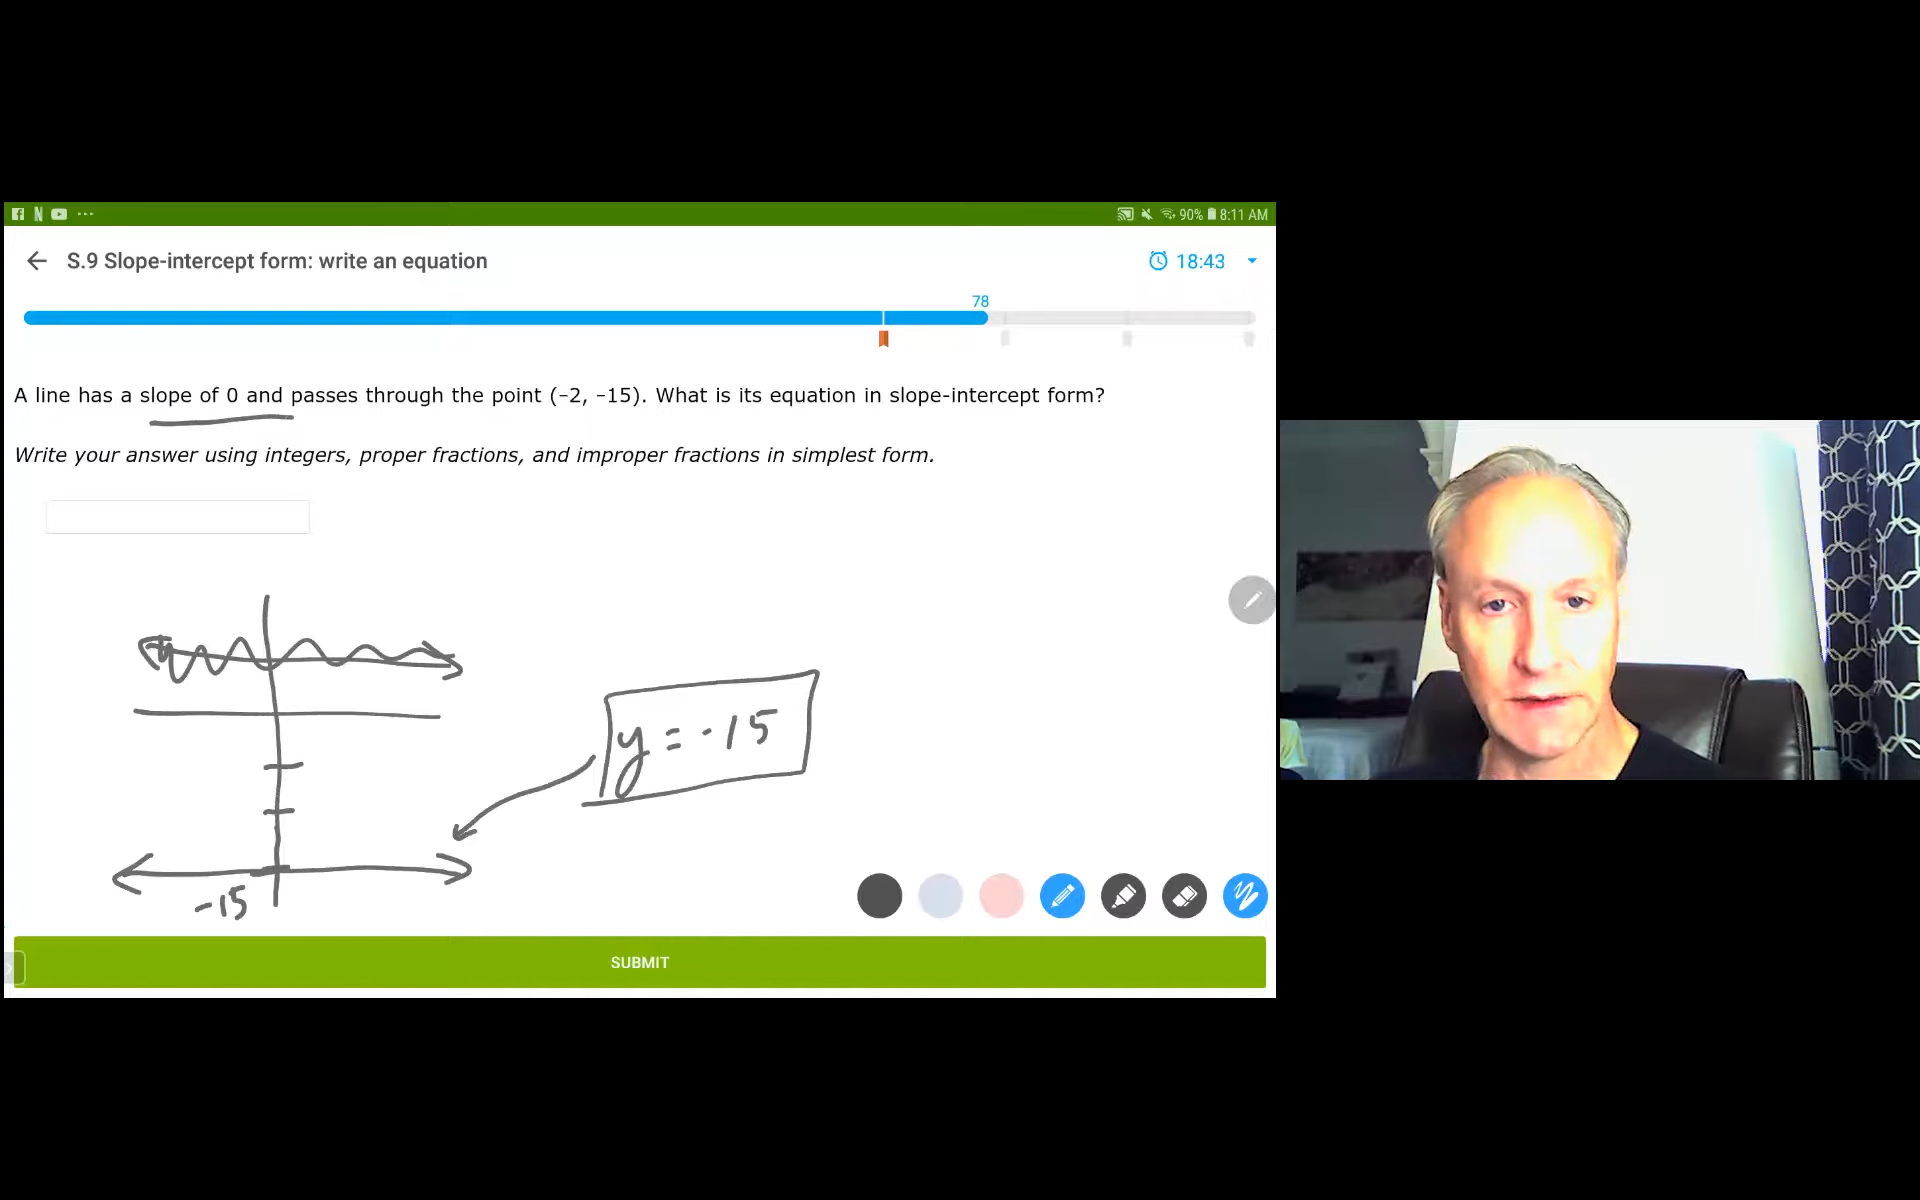 90% 8:11 AM
S.9 Slope-intercept form: write an equation
18:43
78
A line has a slope of 0 and passes through the point (-2, -15). What is its equation in slope-intercept form?
Write your answer using integers, proper fractions, and improper fractions in simplest form.
y = -15
-15
SUBMIT